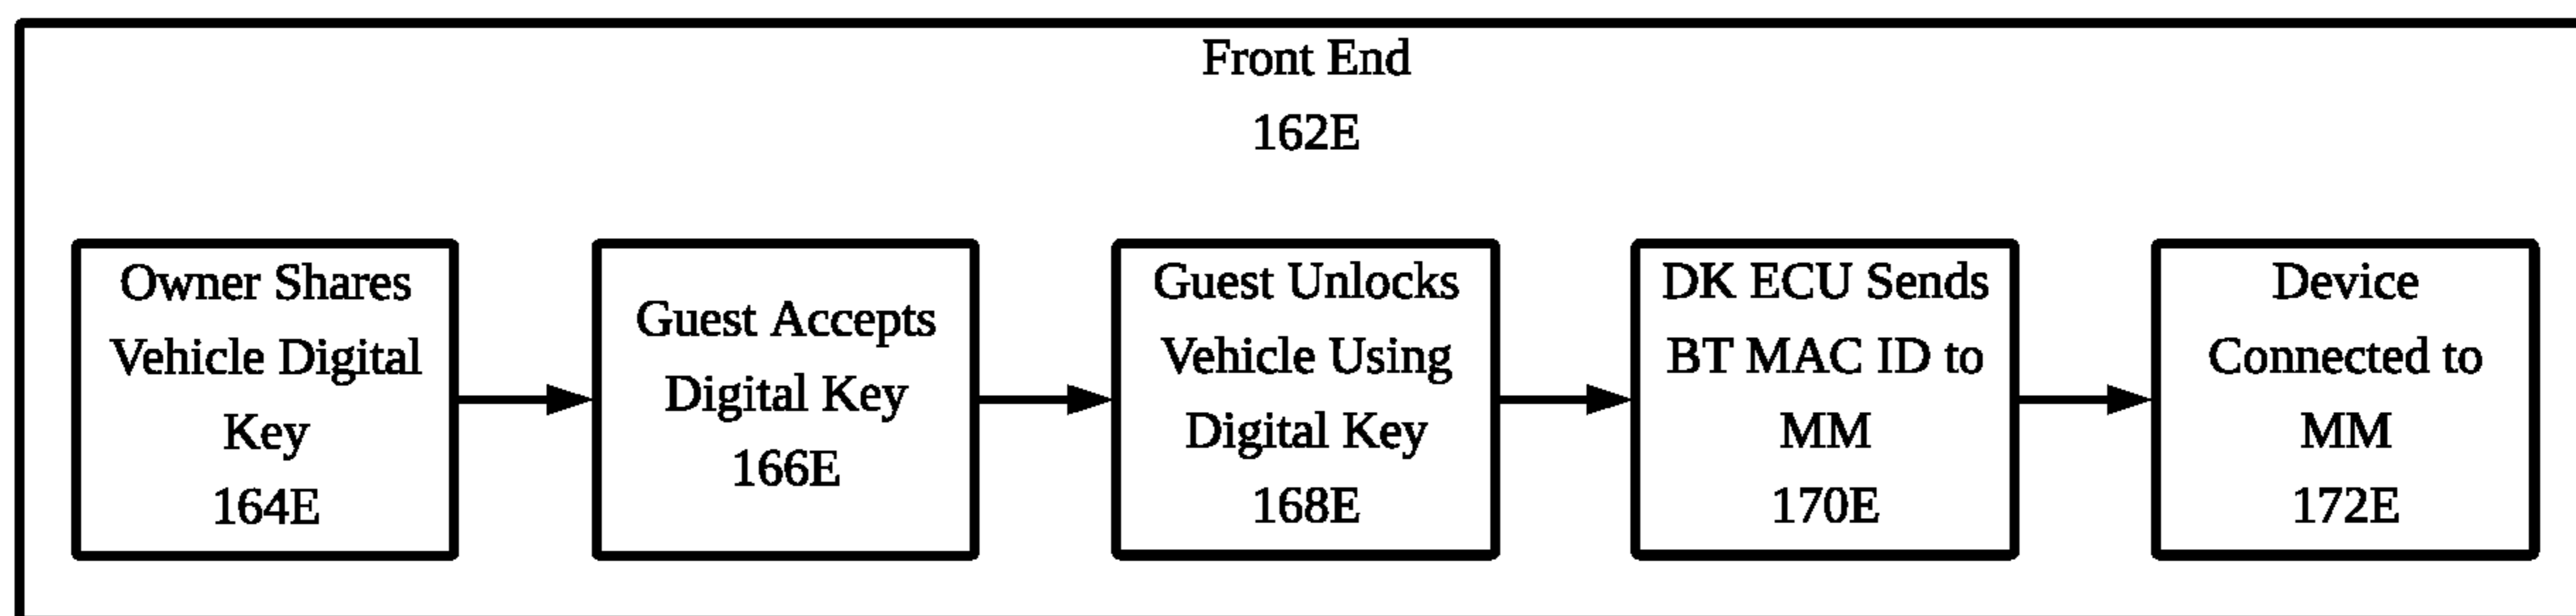 Front End
162E
Owner Shares
Vehicle Digital
Key
164E
Guest Accepts
Digital Key
166E
Guest Unlocks
Vehicle Using
Digital Key
168E
DK ECU Sends
BT MAC ID to
MM
170E
Device
Connected to
MM
172E